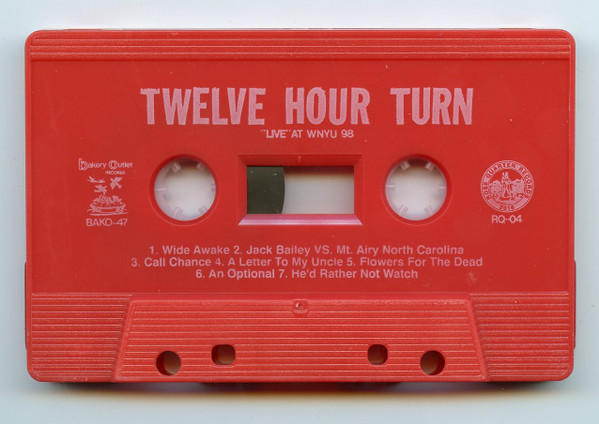 TWELVE HOUR TURN
"LIVE" AT WNYU 98
Bakery Outlet
RECORDS
BAKO-47
RQ-04
1. Wide Awake 2. Jack Bailey VS. Mt. Airy North Carolina
3. Call Chance 4. A Letter To My Uncle 5. Flowers For The Dead
6. An Optional 7. He'd Rather Not Watch